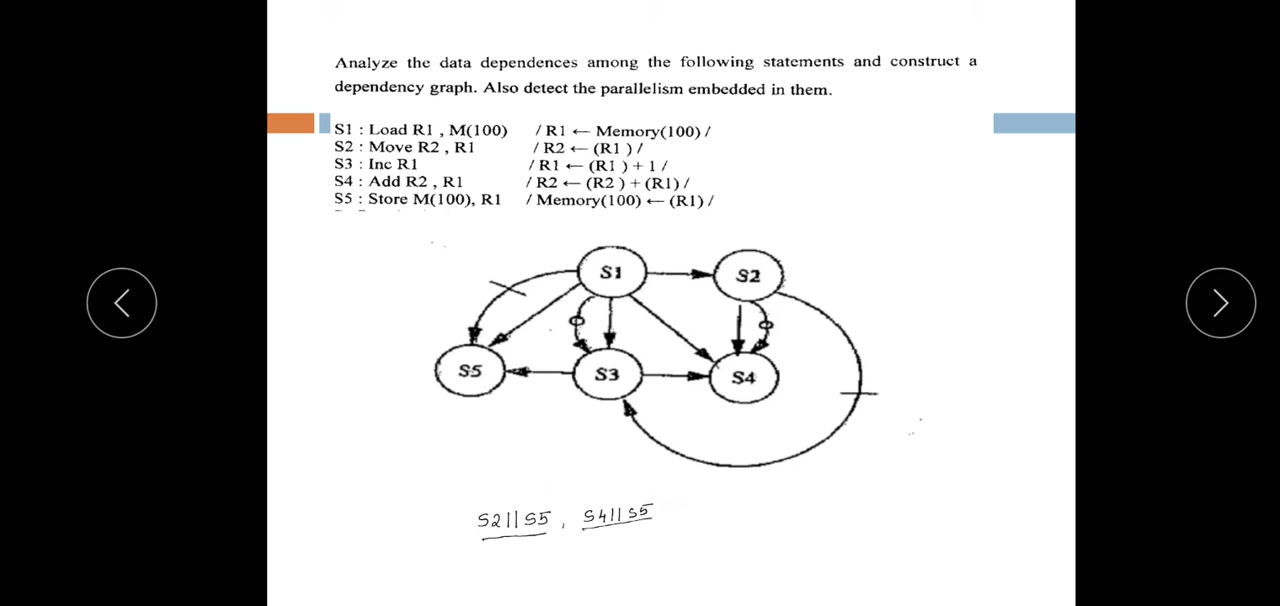 Analyze the data dependences among the following statements and construct a
dependency graph. Also detect the parallelism embedded in them.
S1 : Load R1 , M(100) / R1 ← Memory(100) /
S2 : Move R2 , R1 / R2 ← (R1 ) /
S3 : Inc R1 / R1 ← (R1 ) + 1 /
S4 : Add R2 , R1 / R2 ← (R2 ) + (R1) /
S5 : Store M(100), R1 / Memory(100) ← (R1) /
S1 S2
S5 S3 S4
S2 || S5 , S4 || S5